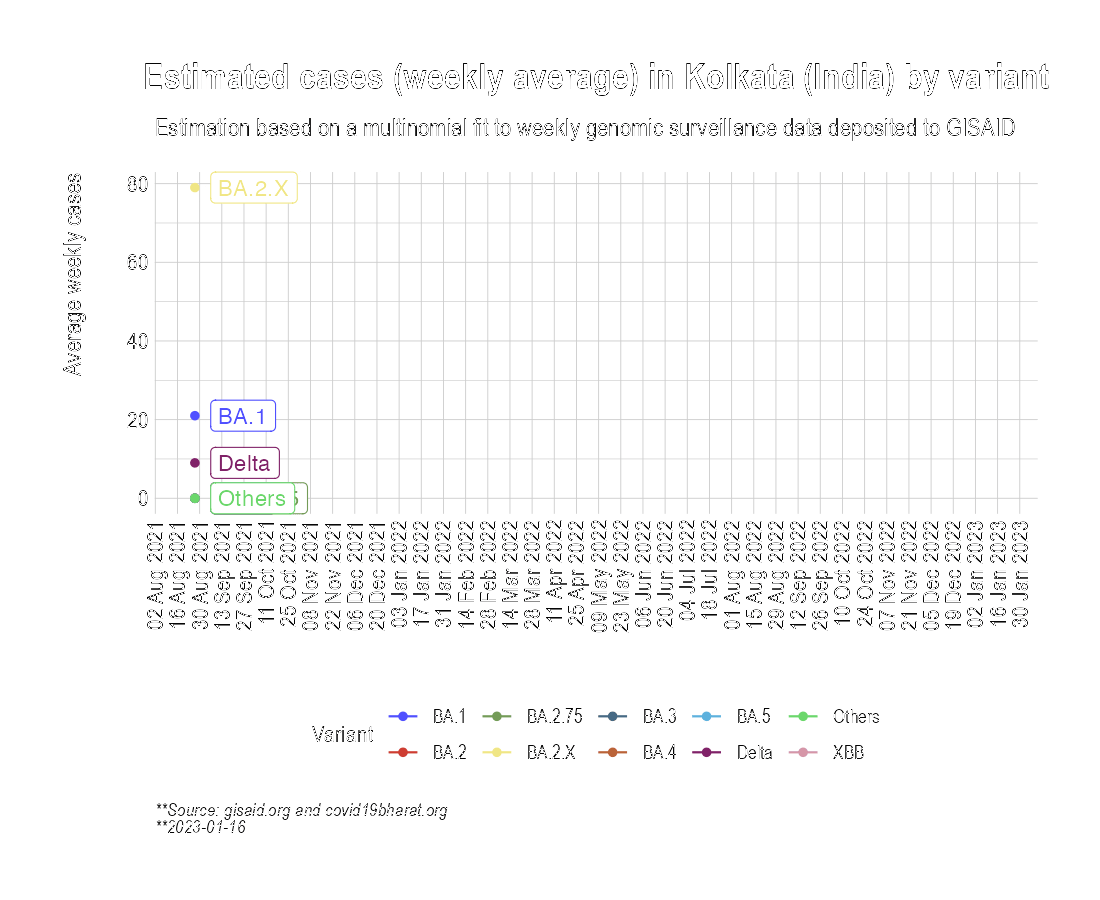 Estimated cases (weekly average) in Kolkata (India) by variant
Estimation based on a multinomial fit to weekly genomic surveillance data deposited to GISAID
Average weekly cases
80
60
40
20
0
BA.2.X
BA.1
Delta
Others
5
02 Aug 2021
16 Aug 2021
30 Aug 2021
13 Sep 2021
27 Sep 2021
11 Oct 2021
25 Oct 2021
08 Nov 2021
22 Nov 2021
06 Dec 2021
20 Dec 2021
03 Jan 2022
17 Jan 2022
31 Jan 2022
14 Feb 2022
28 Feb 2022
14 Mar 2022
28 Mar 2022
11 Apr 2022
25 Apr 2022
09 May 2022
23 May 2022
06 Jun 2022
20 Jun 2022
04 Jul 2022
18 Jul 2022
01 Aug 2022
15 Aug 2022
29 Aug 2022
12 Sep 2022
26 Sep 2022
10 Oct 2022
24 Oct 2022
07 Nov 2022
21 Nov 2022
05 Dec 2022
19 Dec 2022
02 Jan 2023
16 Jan 2023
30 Jan 2023
Variant
BA.1 BA.2.75 BA.3 BA.5 Others
BA.2 BA.2.X BA.4 Delta XBB
**Source: gisaid.org and covid19bharat.org
**2023-01-16